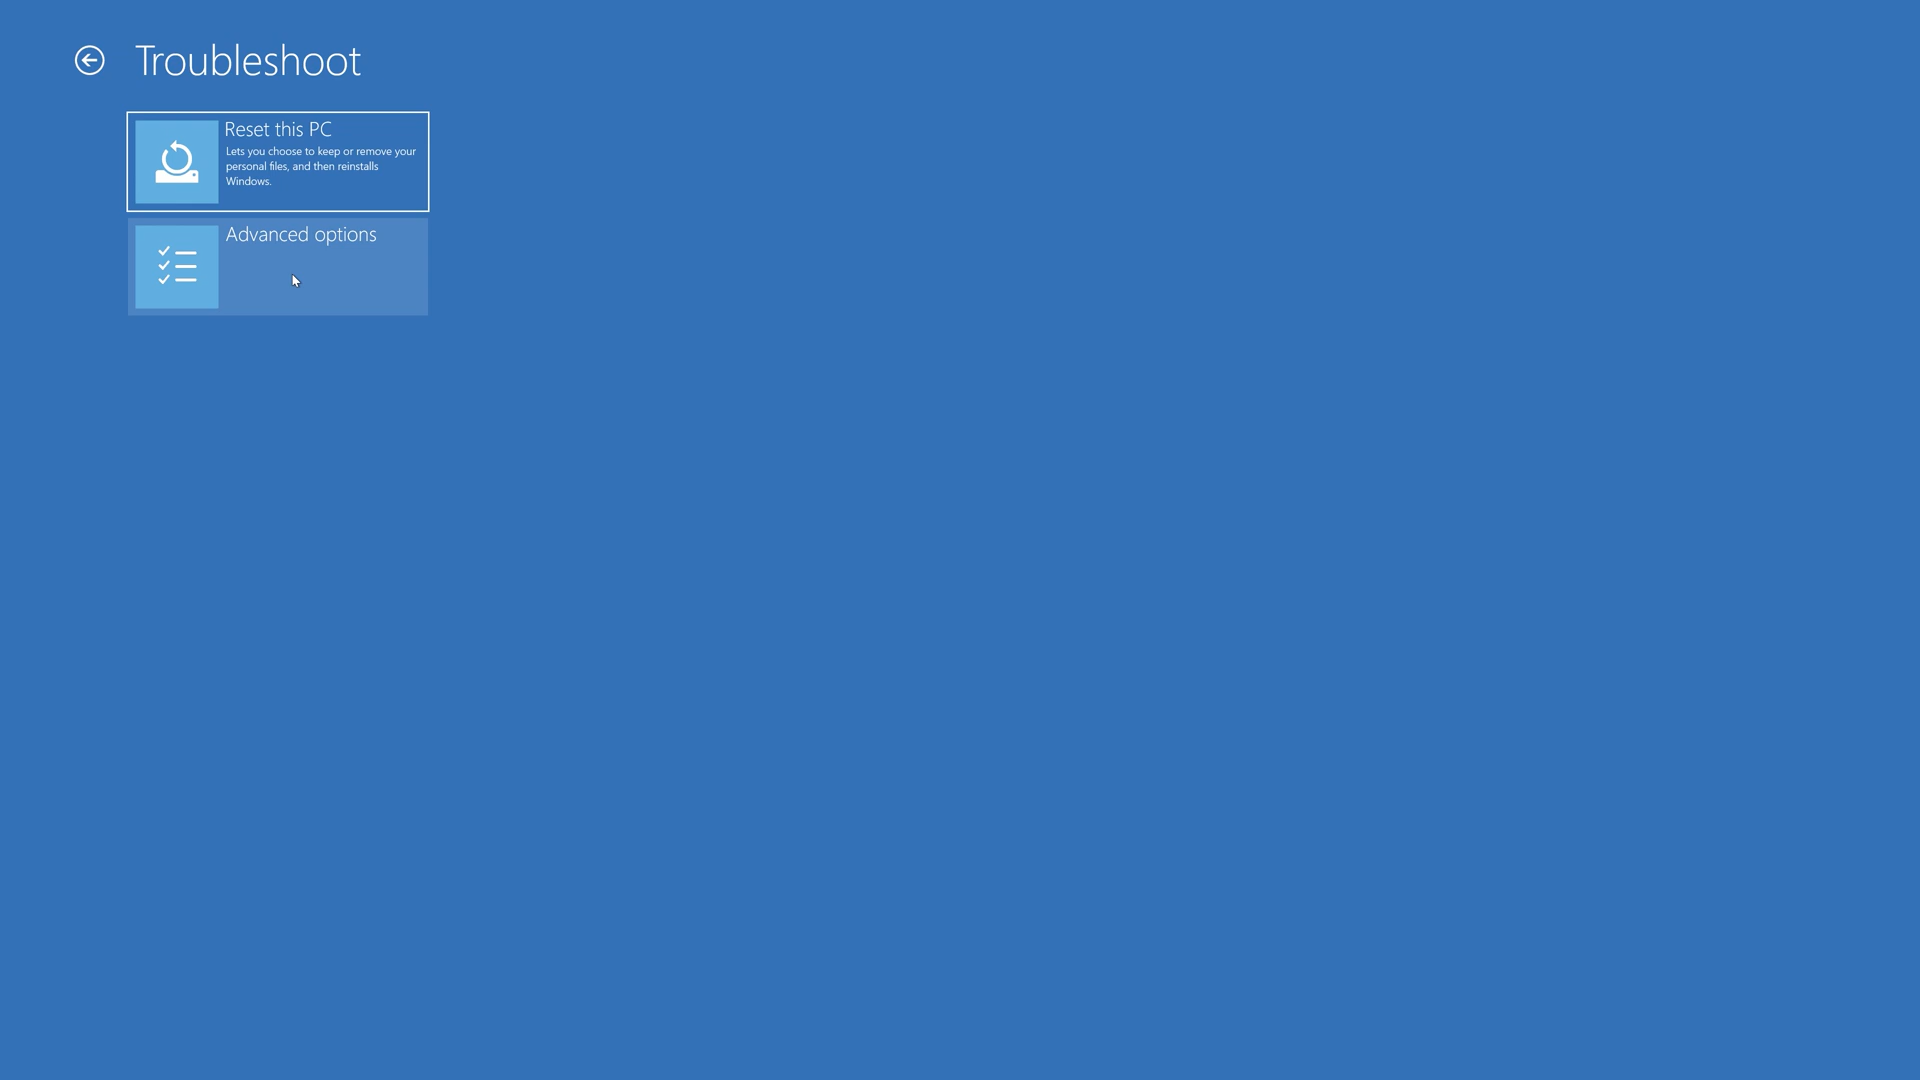 Troubleshoot
Reset this PC
Lets you choose to keep or remove your
personal files, and then reinstalls
Windows.
Advanced options